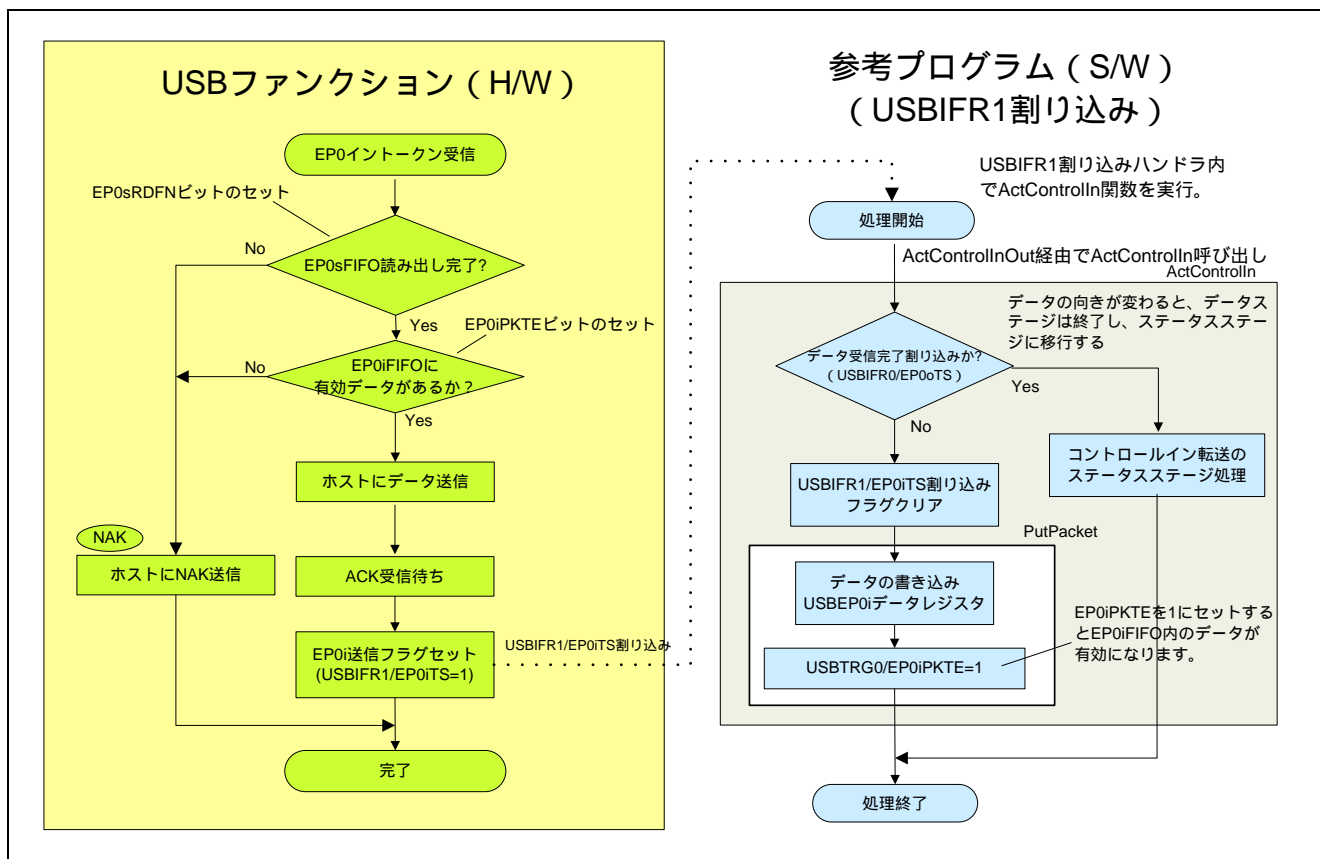 USBファンクション（H/W）
EP0イントークン受信
EP0sRDFNビットのセット
No
EP0sFIFO読み出し完了?
Yes
EP0iPKTEビットのセット
No
EP0iFIFOに
有効データがあるか？
Yes
ホストにデータ送信
NAK
ホストにNAK送信
ACK受信待ち
EP0i送信フラグセット
(USBIFR1/EP0iTS=1)
USBIFR1/EP0iTS割り込み
完了
参考プログラム（S/W）
（USBIFR1割り込み）
USBIFR1割り込みハンドラ内
でActControlIn関数を実行。
処理開始
ActControlInOut経由でActControlIn呼び出し
ActControlIn
データの向きが変わると、データス
テージは終了し、ステータスステー
ジに移行する
データ受信完了割り込みか?
（USBIFR0/EP0oTS）
Yes
No
コントロールイン転送の
ステータスステージ処理
USBIFR1/EP0iTS割り込み
フラグクリア
PutPacket
データの書き込み
USBEP0iデータレジスタ
EP0iPKTEを1にセットする
とEP0iFIFO内のデータが
有効になります。
USBTRG0/EP0iPKTE=1
処理終了